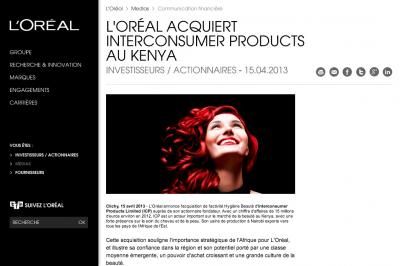 L'ORÉAL
GROUPE
RECHERCHE & INNOVATION
MARQUES
ENGAGEMENTS
CARRIÈRES
VOUS ÊTES :
> INVESTISSEURS / ACTIONNAIRES
> MÉDIAS
> FOURNISSEURS
SUIVEZ L'ORÉAL
RECHERCHE OK
L'Oréal > Medias > Communication financière
L'ORÉAL ACQUIERT
INTERCONSUMER PRODUCTS
AU KENYA
INVESTISSEURS / ACTIONNAIRES - 15.04.2013
Clichy, 15 avril 2013 - L'Oréal annonce l'acquisition de l'activité Hygiène Beauté d'Interconsumer
Products Limited (ICP) auprès de son actionnaire fondateur. Avec un chiffre d'affaires de 15 millions
d'euros environ en 2012, ICP est un acteur important sur le marché de la beauté au Kenya, avec une
forte présence sur le soin du cheveu et de la peau. Son usine de production à Nairobi exporte vers
tous les pays de l'Afrique de l'Est.
Cette acquisition souligne l'importance stratégique de l'Afrique pour L'Oréal,
et illustre sa confiance dans la région et son potentiel porté par une classe
moyenne émergente, un pouvoir d'achat croissant et une grande culture de la
beauté.